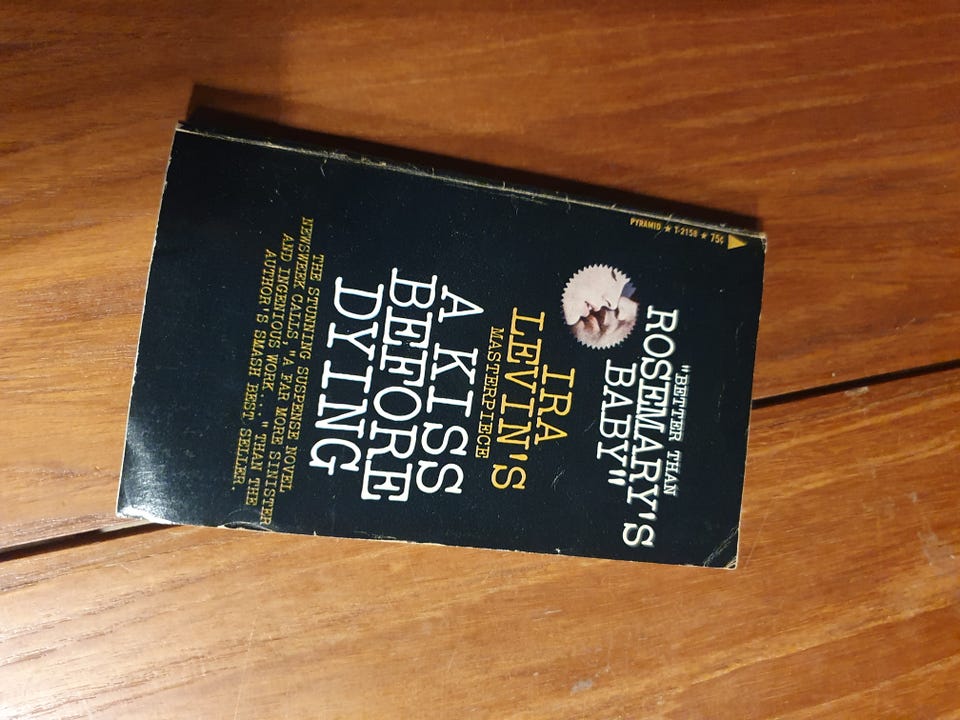 PYRAMID ★ T-2158 ★ 75¢
"BETTER THAN
ROSEMARY'S
BABY"
IRA
LEVIN'S
MASTERPIECE
A KISS
BEFORE
DYING
THE STUNNING SUSPENSE NOVEL
NEWSWEEK CALLS, "A FAR MORE SINISTER
AND INGENIOUS WORK...." THAN THE
AUTHOR'S SMASH BEST SELLER.